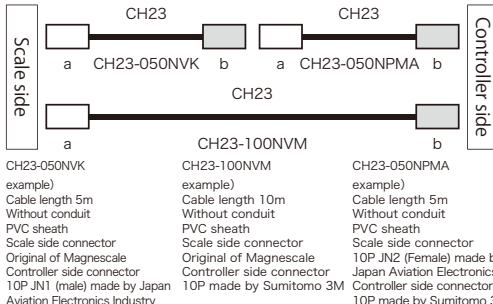 CH23
CH23
Scale side
Controller side
a
CH23-050NVK
b
a
CH23-050NPMA
b
CH23
a
CH23-100NVM
b
CH23-050NVK
example)
Cable length 5m
Without conduit
PVC sheath
Scale side connector
Original of Magnescale
Controller side connector
10P JN1 (male) made by Japan
Aviation Electronics Industry
CH23-100NVM
example)
Cable length 10m
Without conduit
PVC sheath
Scale side connector
Original of Magnescale
Controller side connector
10P made by Sumitomo 3M
CH23-050NPMA
example)
Cable length 5m
Without conduit
PVC sheath
Scale side connector
10P JN2 (Female) made
Japan Aviation Electronics
Controller side connector
10P made by Sumitomo